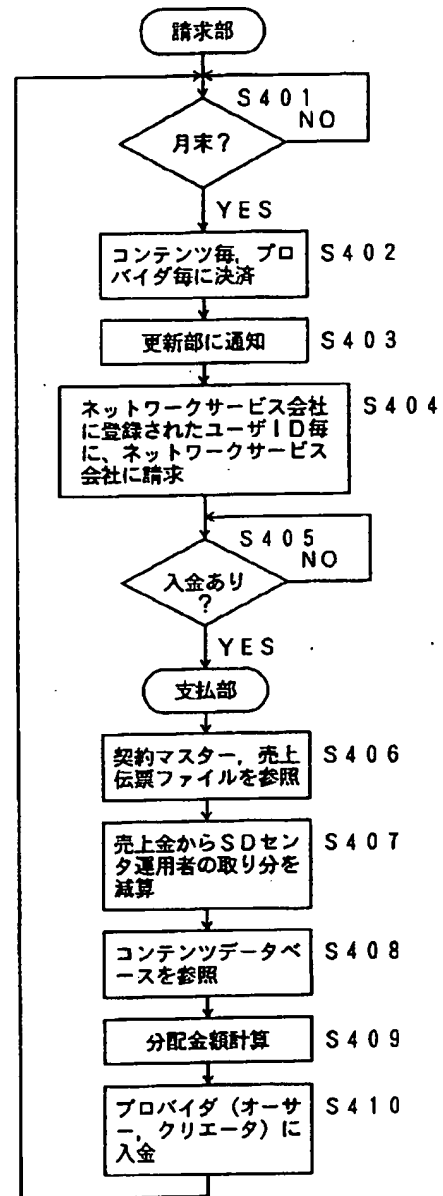 請求部
S401
NO
月末?
YES
コンテンツ毎,プロ
バイダ毎に決済
S402
更新部に通知
S403
ネットワークサービス会社
に登録されたユーザID毎
に、ネットワークサービス
会社に請求
S404
S405
NO
入金あり
?
YES
支払部
契約マスター,売上
伝票ファイルを参照
S406
売上金からSDセン
タ運用者の取り分を
減算
S407
コンテンツデータベ
ースを参照
S408
分配金額計算
S409
プロバイダ(オーサ
ー,クリエータ)に
入金
S410